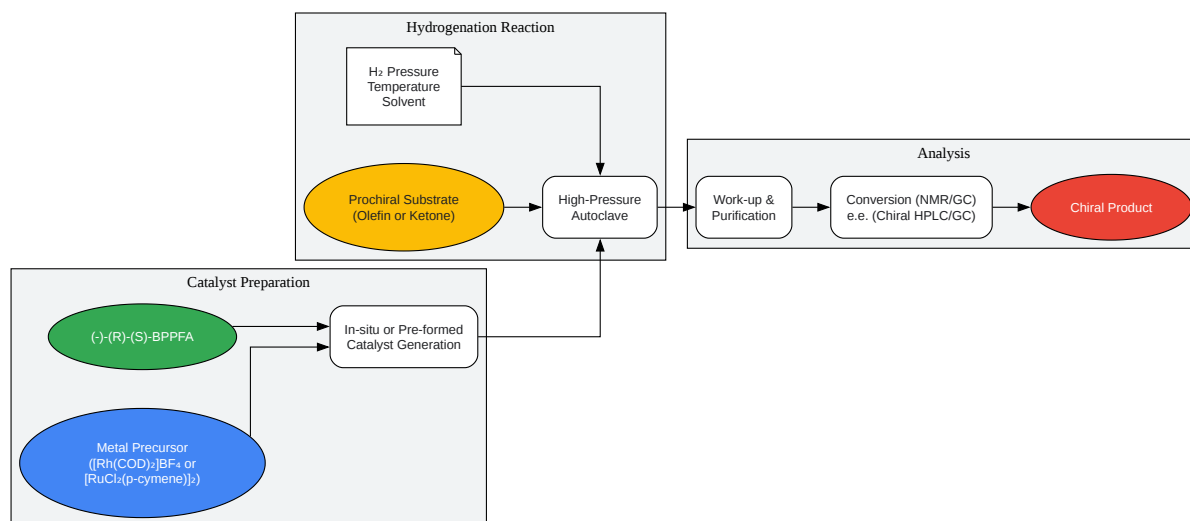 Hydrogenation Reaction
H₂ Pressure
Temperature
Solvent
Prochiral Substrate
(Olefin or Ketone)
High-Pressure
Autoclave
Analysis
Work-up &
Purification
Conversion (NMR/GC)
e.e. (Chiral HPLC/GC)
Chiral Product
Catalyst Preparation
(-)-(R)-(S)-BPPFA
In-situ or Pre-formed
Catalyst Generation
Metal Precursor
([Rh(COD)₂]BF₄ or
[RuCl₂(p-cymene)]₂)